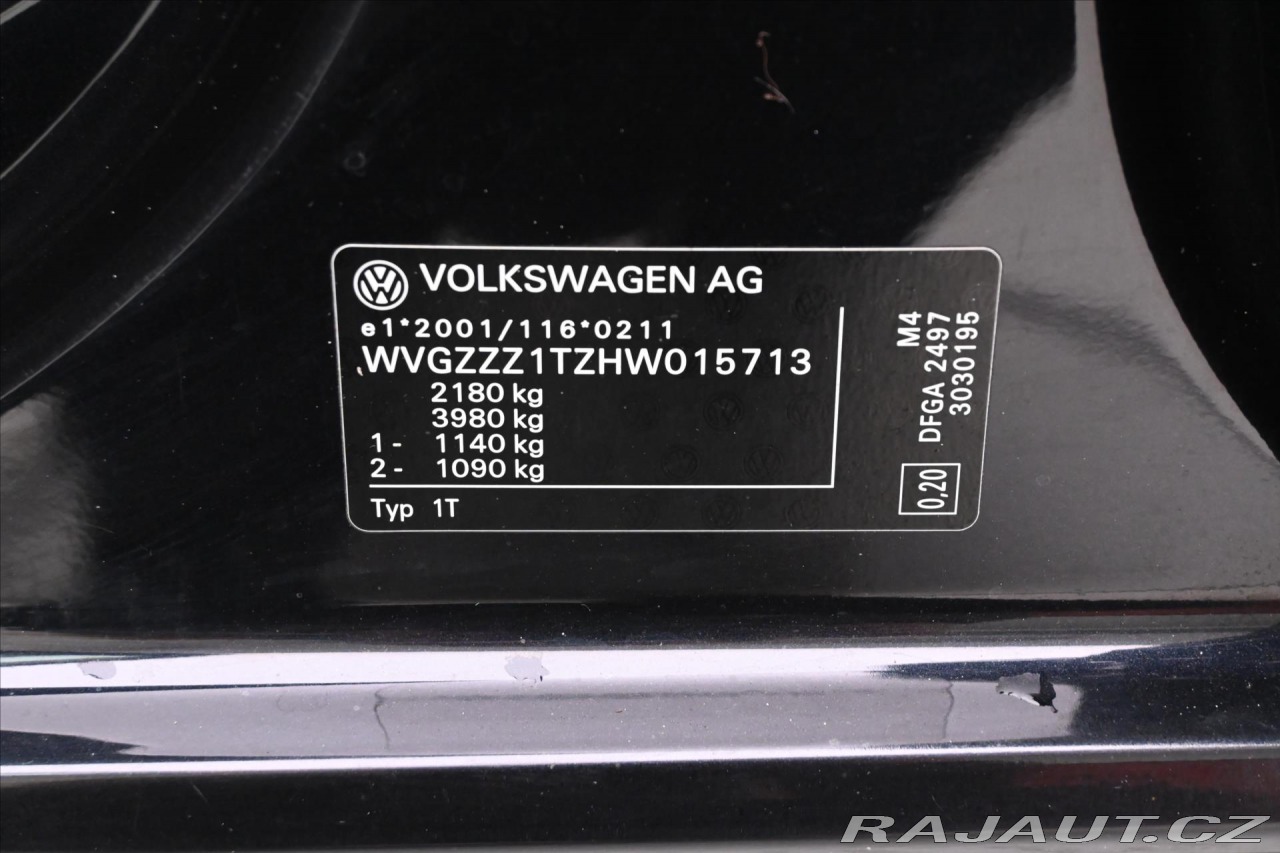 VOLKSWAGEN AG
e1*2001/116*0211
WVGZZZ1TZHW015713
2180 kg
3980 kg
1 - 1140 kg
2 - 1090 kg
Typ 1T
M4
DFGA 2497
3030195
0,20
RAJAUT.CZ